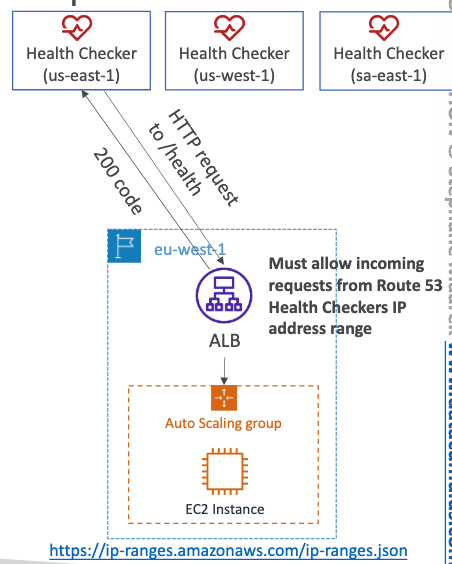 Health Checker
(us-east-1)
Health Checker
(us-west-1)
Health Checker
(sa-east-1)
HTTP request
to /health
200 code
eu-west-1
Must allow incoming
requests from Route 53
Health Checkers IP
address range
ALB
Auto Scaling group
EC2 Instance
https://ip-ranges.amazonaws.com/ip-ranges.json